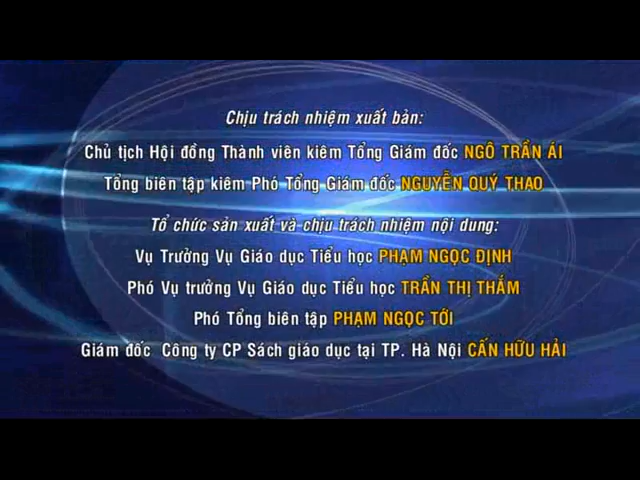 Chịu trách nhiệm xuất bản:
Chủ tịch Hội đồng Thành viên kiêm Tổng Giám đốc NGÔ TRẦN ÁI
Tổng biên tập kiêm Phó Tổng Giám đốc NGUYỄN QUÝ THAO
Tổ chức sản xuất và chịu trách nhiệm nội dung:
Vụ Trưởng Vụ Giáo dục Tiểu học PHẠM NGỌC ĐỊNH
Phó Vụ trưởng Vụ Giáo dục Tiểu học TRẦN THỊ THẮM
Phó Tổng biên tập PHẠM NGỌC TỚI
Giám đốc Công ty CP Sách giáo dục tại TP. Hà Nội CẤN HỮU HẢI